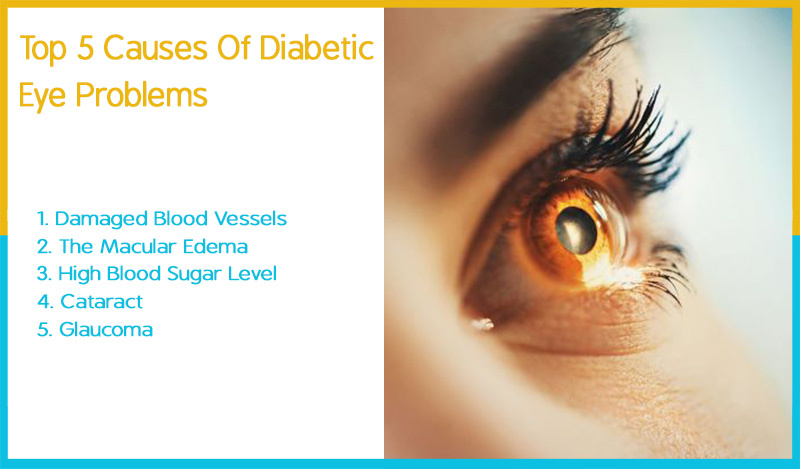 Top 5 Causes Of Diabetic
Eye Problems
1. Damaged Blood Vessels
2. The Macular Edema
3. High Blood Sugar Level
4. Cataract
5. Glaucoma